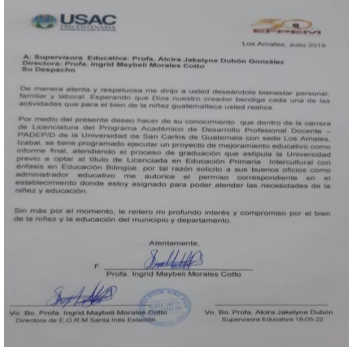 USAC
TRICENTENARIA
EFPEM
Los Amates, Julio 2019
A: Supervisora Educativa: Profa. Alcira Jakelyne Dubón González
Directora: Profa. Ingrid Maybeli Morales Cotto
Su Despacho
De manera atenta y respetuosa me dirijo a usted deseándole bienestar personal,
familiar y laboral. Esperando que Dios nuestro creador bendiga cada una de las
actividades que para el bien de la niñez guatemalteca usted realiza.
Por medio del presente deseo hacer de su conocimiento que dentro de la carrera
de Licenciatura del Programa Académico de Desarrollo Profesional Docente –
PADEP/D de la Universidad de San Carlos de Guatemala con sede Los Amates,
Izabal, se tiene programado ejecutar un proyecto de mejoramiento educativo como
informe final, atendiendo el proceso de graduación que estipula la Universidad
previo a optar al título de Licenciada en Educación Primaria Intercultural con
énfasis en Educación Bilingüe, por tal razón solicito a sus buenos oficios como
administrador educativo me autorice el permiso correspondiente en el
establecimiento donde estoy asignado para poder atender las necesidades de la
niñez y educación.
Sin más por el momento, le reitero mi profundo interés y compromiso por el bien
de la niñez y la educación del municipio y departamento.
Atentamente,
F.
Profa. Ingrid Maybeli Morales Cotto
Vo. Bo. Profa. Ingrid Maybeli Morales Cotto
Directora de E.O.R.M Santa Inés Estación
Vo. Bo. Profa. Alcira Jakelyne Dubón
Supervisora Educativa 18-05-22